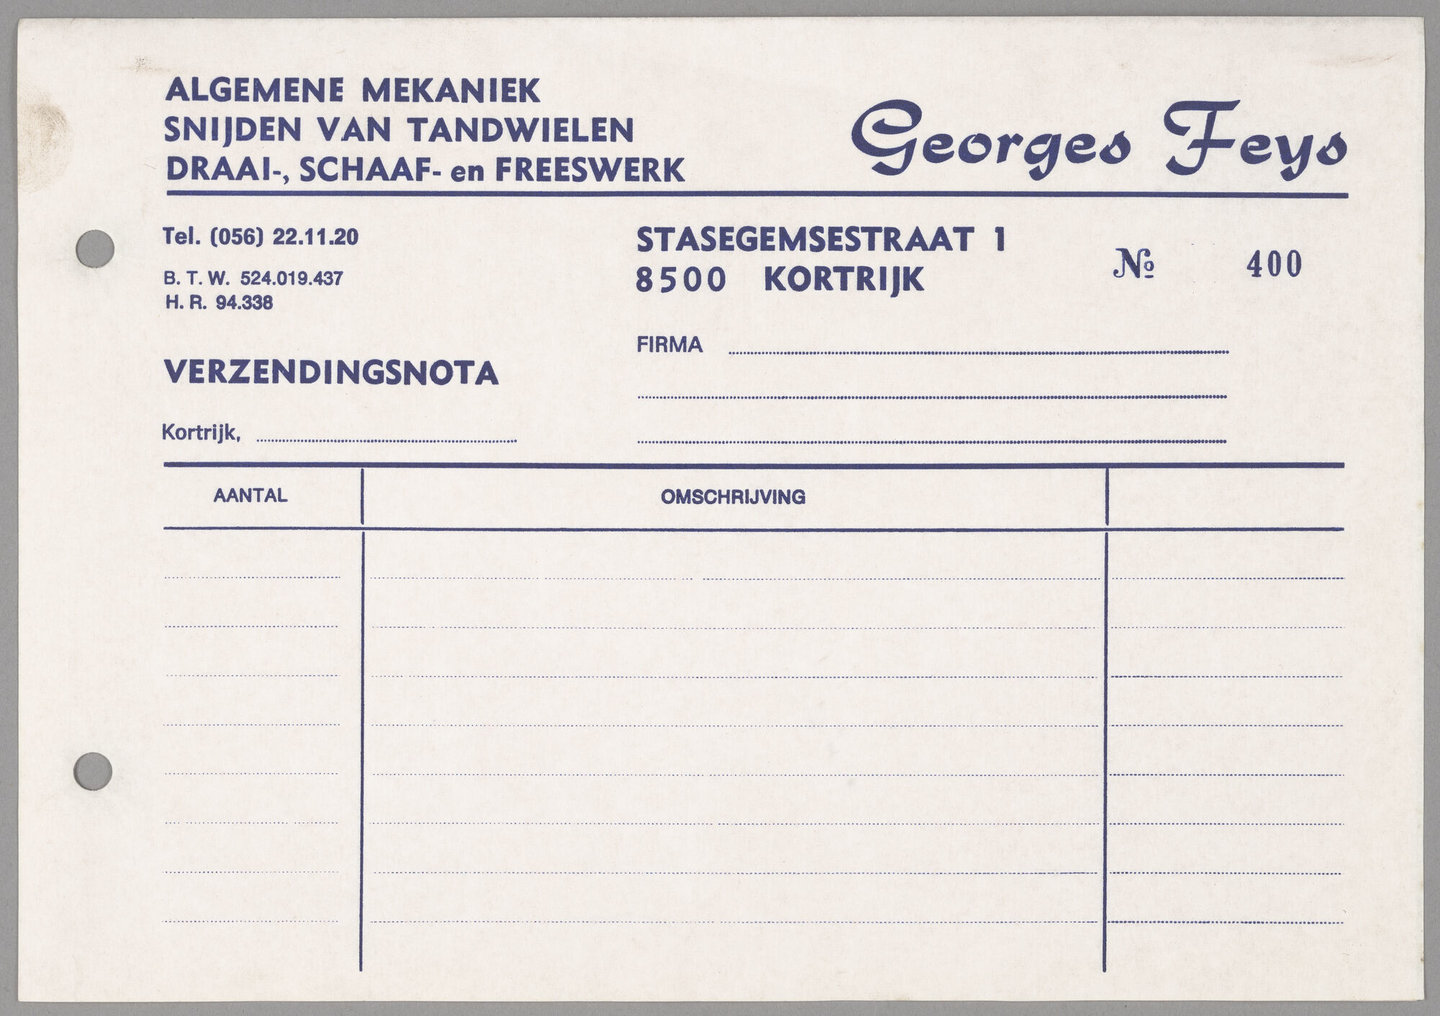 ALGEMENE MEKANIEK
SNIJDEN VAN TANDWIELEN
DRAAI-, SCHAAF- en FREESWERK
Georges Feys
Tel. (056) 22.11.20
B. T. W. 524.019.437
H. R. 94.338
STASEGEMSESTRAAT 1
8500 KORTRIJK
№ 400
FIRMA
VERZENDINGSNOTA
Kortrijk,
AANTAL OMSCHRIJVING